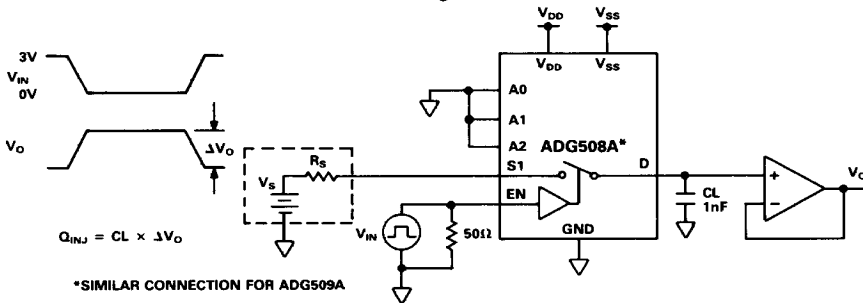 VDD VSS
3V
VIN
0V
VDD VSS
A0
A1
A2
ADG508A*
VO
ΔVO
RS
VS
S1
D
VO
EN
CL
1nF
VIN
50Ω
GND
QINJ = CL × ΔVO
*SIMILAR CONNECTION FOR ADG509A
+
−